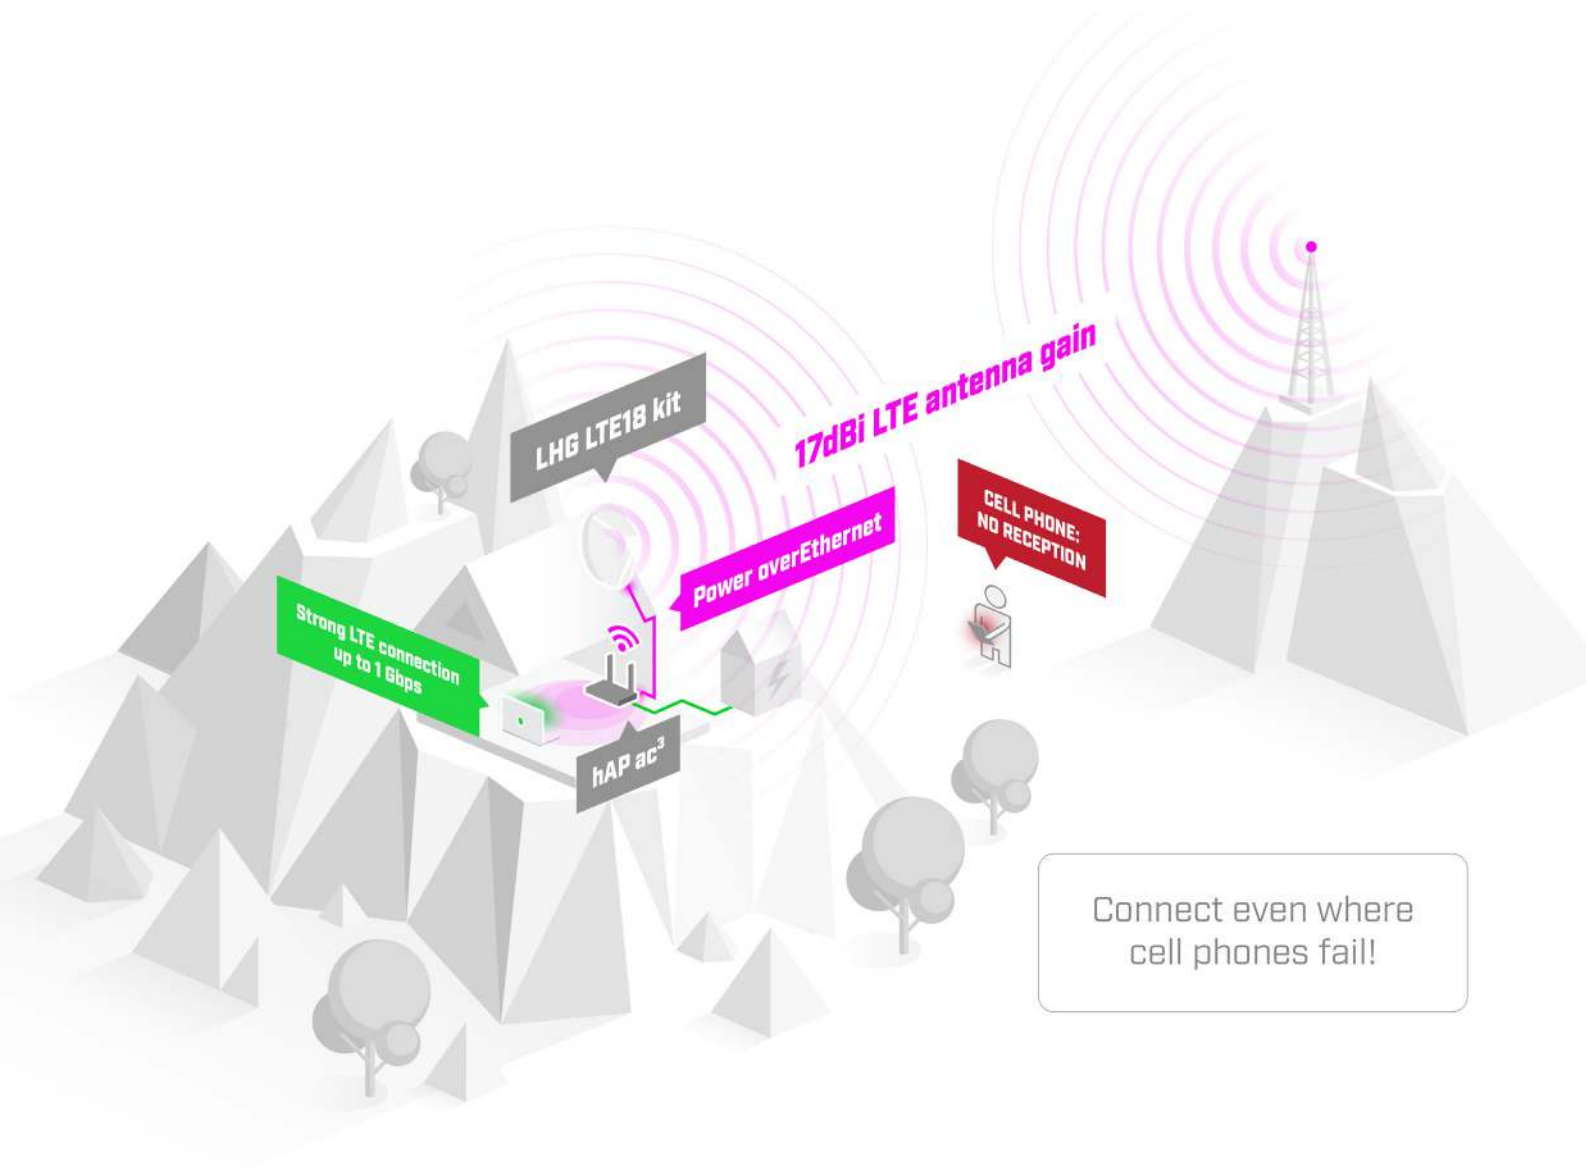 17dBi LTE antenna gain
LHG LTE18 kit
CELL PHONE:
NO RECEPTION
Power overEthernet
Strong LTE connection
up to 1 Gbps
hAP ac³
Connect even where
cell phones fail!